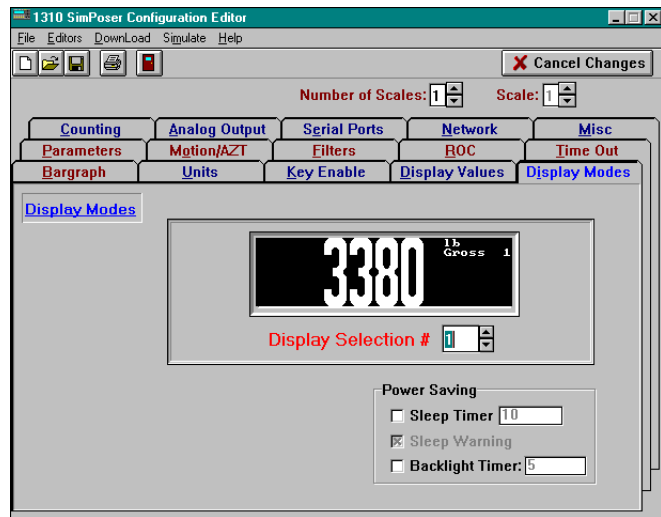 1310 SimPoser Configuration Editor
File Editors DownLoad Simulate Help
Cancel Changes
Number of Scales: 1 Scale: 1
Counting Analog Output Serial Ports Network Misc
Parameters Motion/AZT Filters ROC Time Out
Bargraph Units Key Enable Display Values Display Modes
Display Modes
3380 lb
Gross 1
Display Selection # 1
Power Saving
Sleep Timer 10
Sleep Warning
Backlight Timer: 5